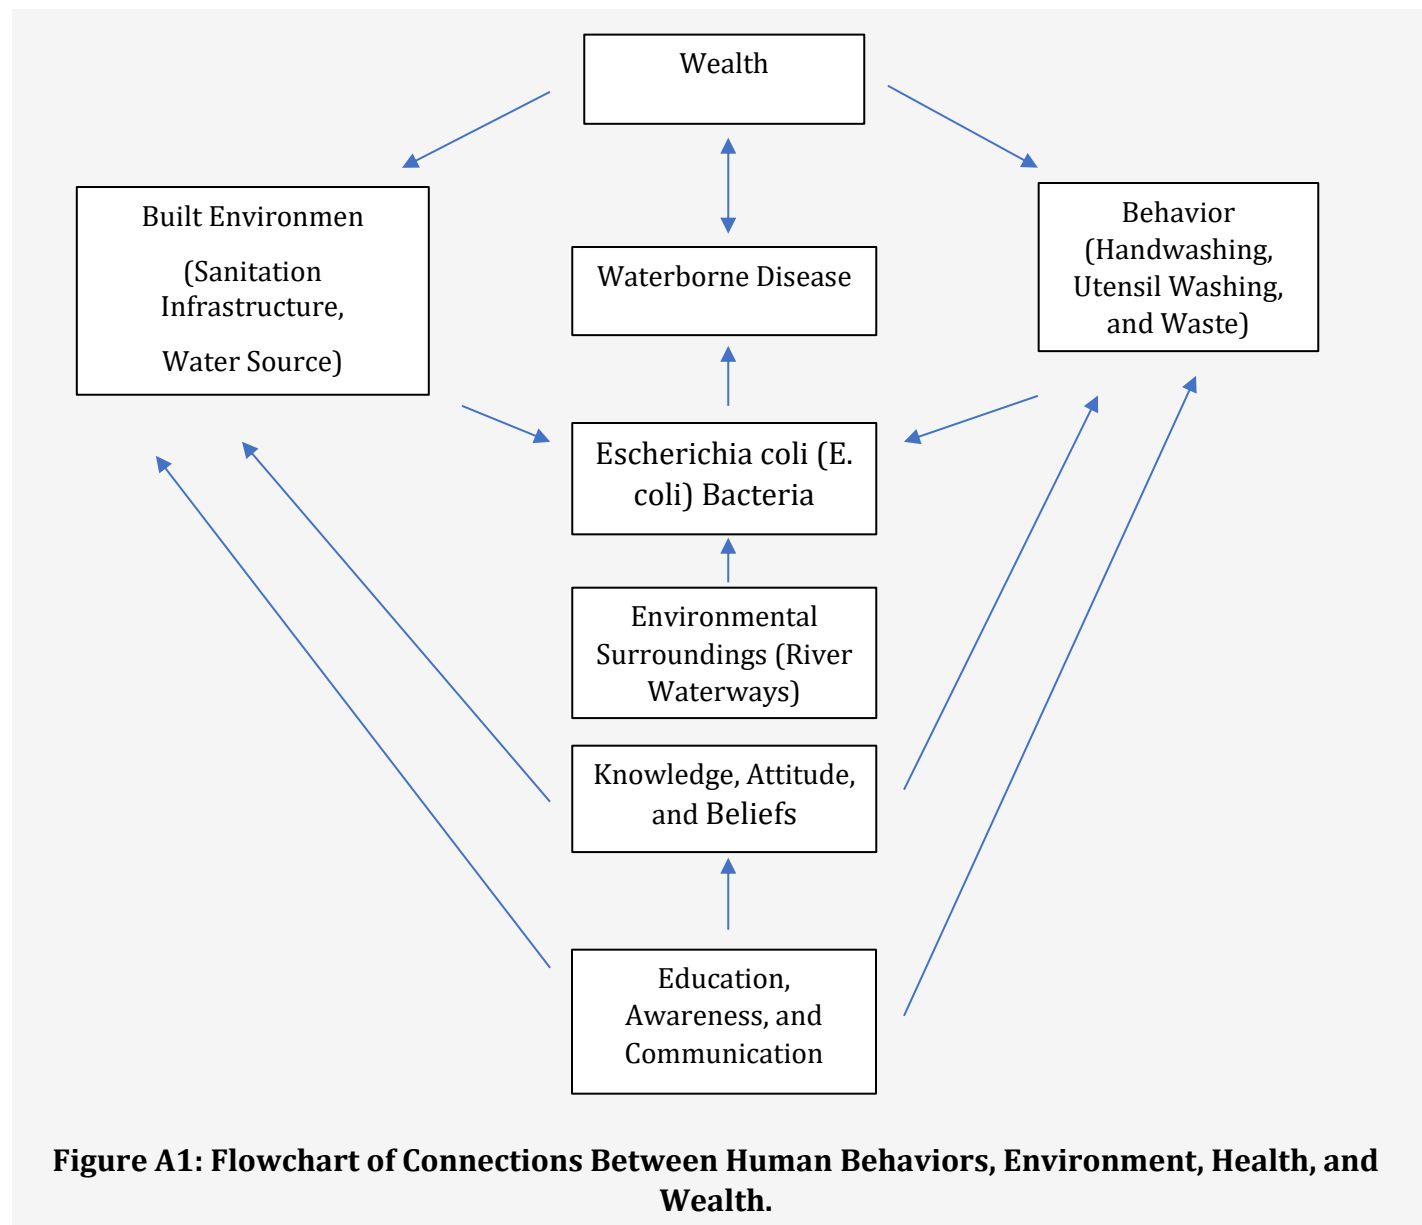 Wealth
Built Environmen
(Sanitation
Infrastructure,
Water Source)
Behavior
(Handwashing,
Utensil Washing,
and Waste)
Waterborne Disease
Escherichia coli (E.
coli) Bacteria
Environmental
Surroundings (River
Waterways)
Knowledge, Attitude,
and Beliefs
Education,
Awareness, and
Communication
Figure A1: Flowchart of Connections Between Human Behaviors, Environment, Health, and
Wealth.